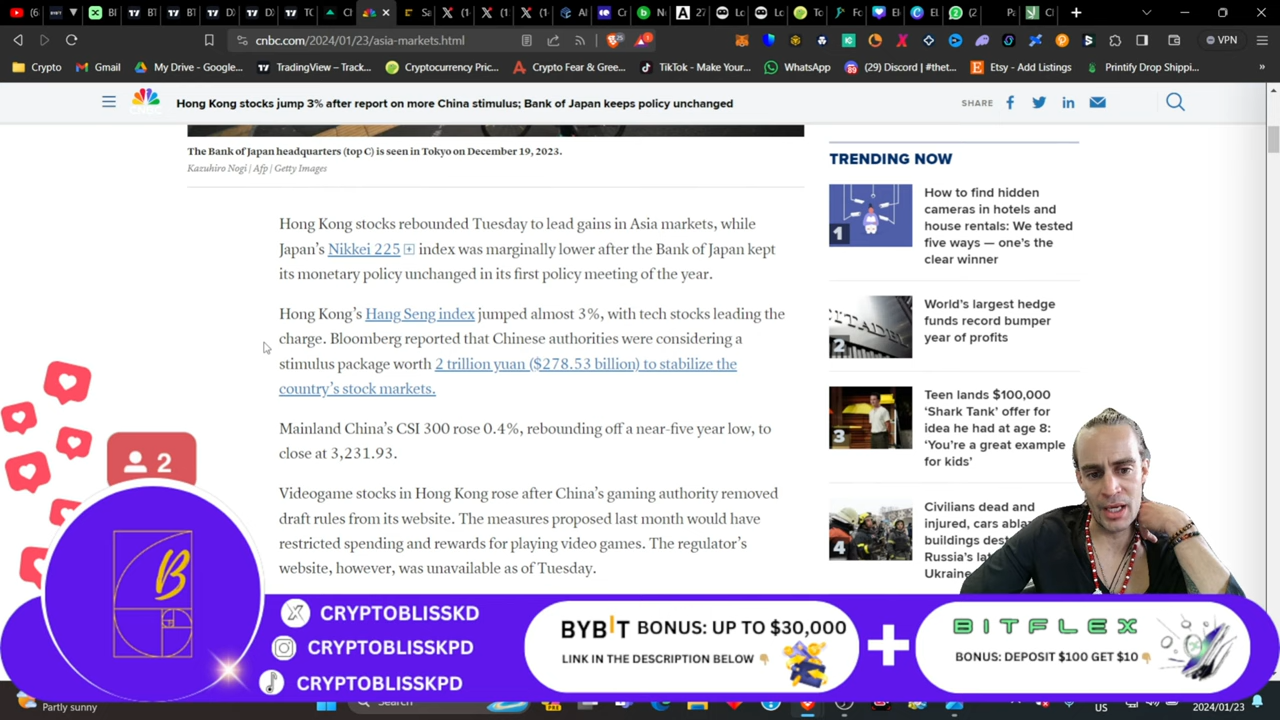 cnbc.com/2024/01/23/asia-markets.html
VPN
Crypto
Gmail
My Drive – Google...
TradingView – Track...
Cryptocurrency Pric...
Crypto Fear & Gree...
TikTok - Make Your...
WhatsApp
(29) Discord | #thet...
Etsy - Add Listings
Printify Drop Shippi...
Hong Kong stocks jump 3% after report on more China stimulus; Bank of Japan keeps policy unchanged
SHARE
The Bank of Japan headquarters (top C) is seen in Tokyo on December 19, 2023.
Kazuhiro Nogi | Afp | Getty Images
Hong Kong stocks rebounded Tuesday to lead gains in Asia markets, while
Japan's Nikkei 225 index was marginally lower after the Bank of Japan kept
its monetary policy unchanged in its first policy meeting of the year.
Hong Kong's Hang Seng index jumped almost 3%, with tech stocks leading the
charge. Bloomberg reported that Chinese authorities were considering a
stimulus package worth 2 trillion yuan ($278.53 billion) to stabilize the
country's stock markets.
Mainland China's CSI 300 rose 0.4%, rebounding off a near-five year low, to
close at 3,231.93.
Videogame stocks in Hong Kong rose after China's gaming authority removed
draft rules from its website. The measures proposed last month would have
restricted spending and rewards for playing video games. The regulator's
website, however, was unavailable as of Tuesday.
TRENDING NOW
1
How to find hidden
cameras in hotels and
house rentals: We tested
five ways — one's the
clear winner
2
World's largest hedge
funds record bumper
year of profits
3
Teen lands $100,000
'Shark Tank' offer for
idea he had at age 8:
'You're a great example
for kids'
4
Civilians dead and
injured, cars abla
buildings dest
Russia's lat
Ukraine
2
B
CRYPTOBLISSKD
CRYPTOBLISSKPD
CRYPTOBLISSKPD
BYBIT BONUS: UP TO $30,000
LINK IN THE DESCRIPTION BELOW
BITFLEX
BONUS: DEPOSIT $100 GET $10
Partly sunny
Search
US
2024/01/23